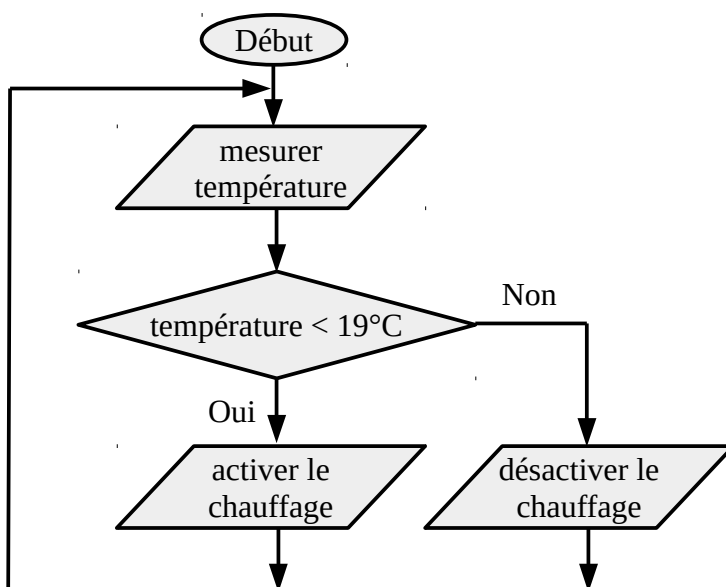 Début
mesurer
température
température < 19°C
Non
Oui
activer le
chauffage
désactiver le
chauffage